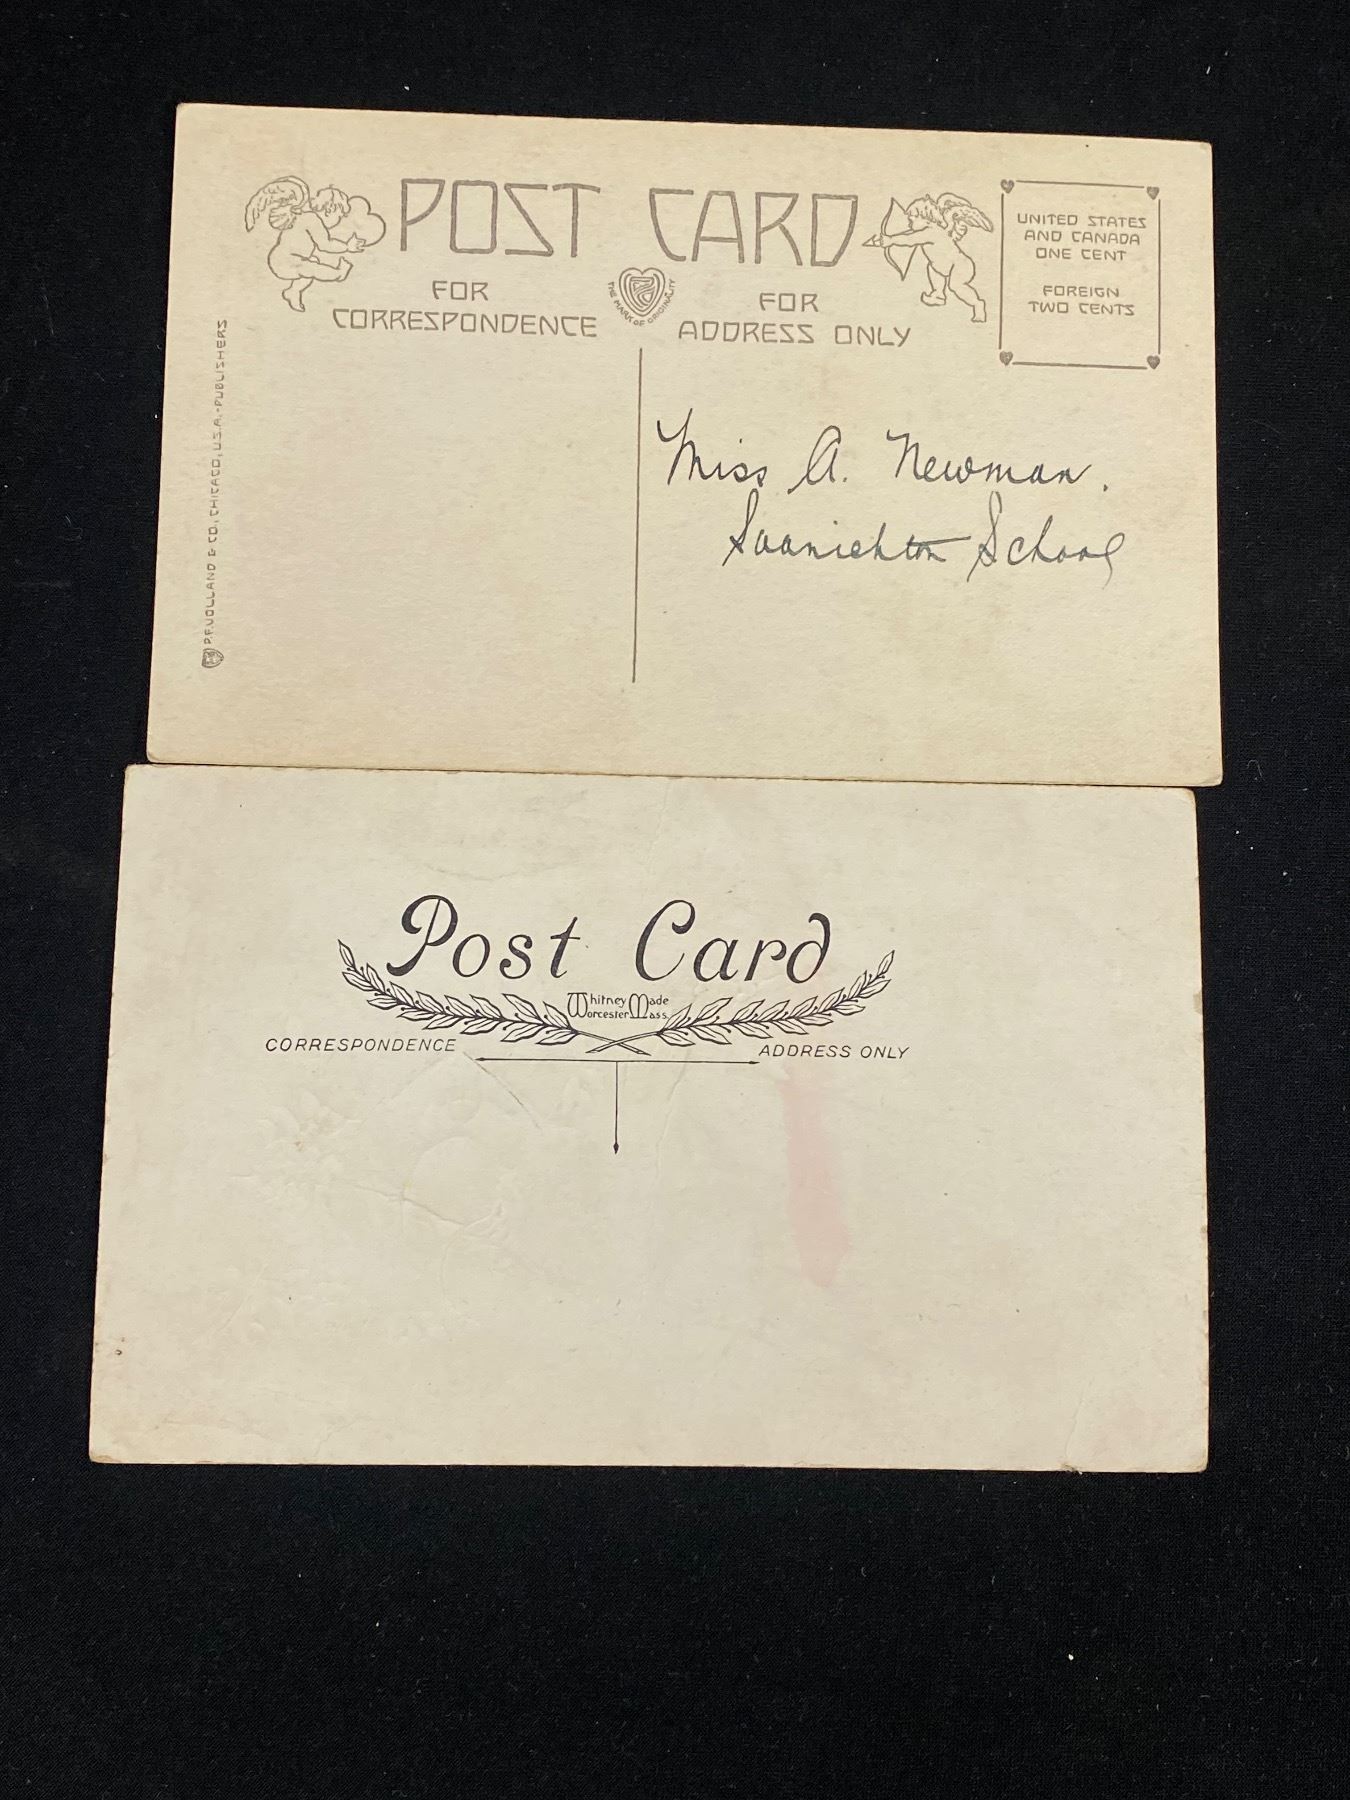 POST CARD
FOR
CORRESPONDENCE
THE MARK OF ORIGINALITY
FOR
ADDRESS ONLY
UNITED STATES
AND CANADA
ONE CENT
FOREIGN
TWO CENTS
P.F. VOLLAND & CO., CHICAGO, U.S.A. - PUBLISHERS
Miss A. Newman.
Saanichton School
Post Card
Whitney Made
Worcester Mass.
CORRESPONDENCE
ADDRESS ONLY